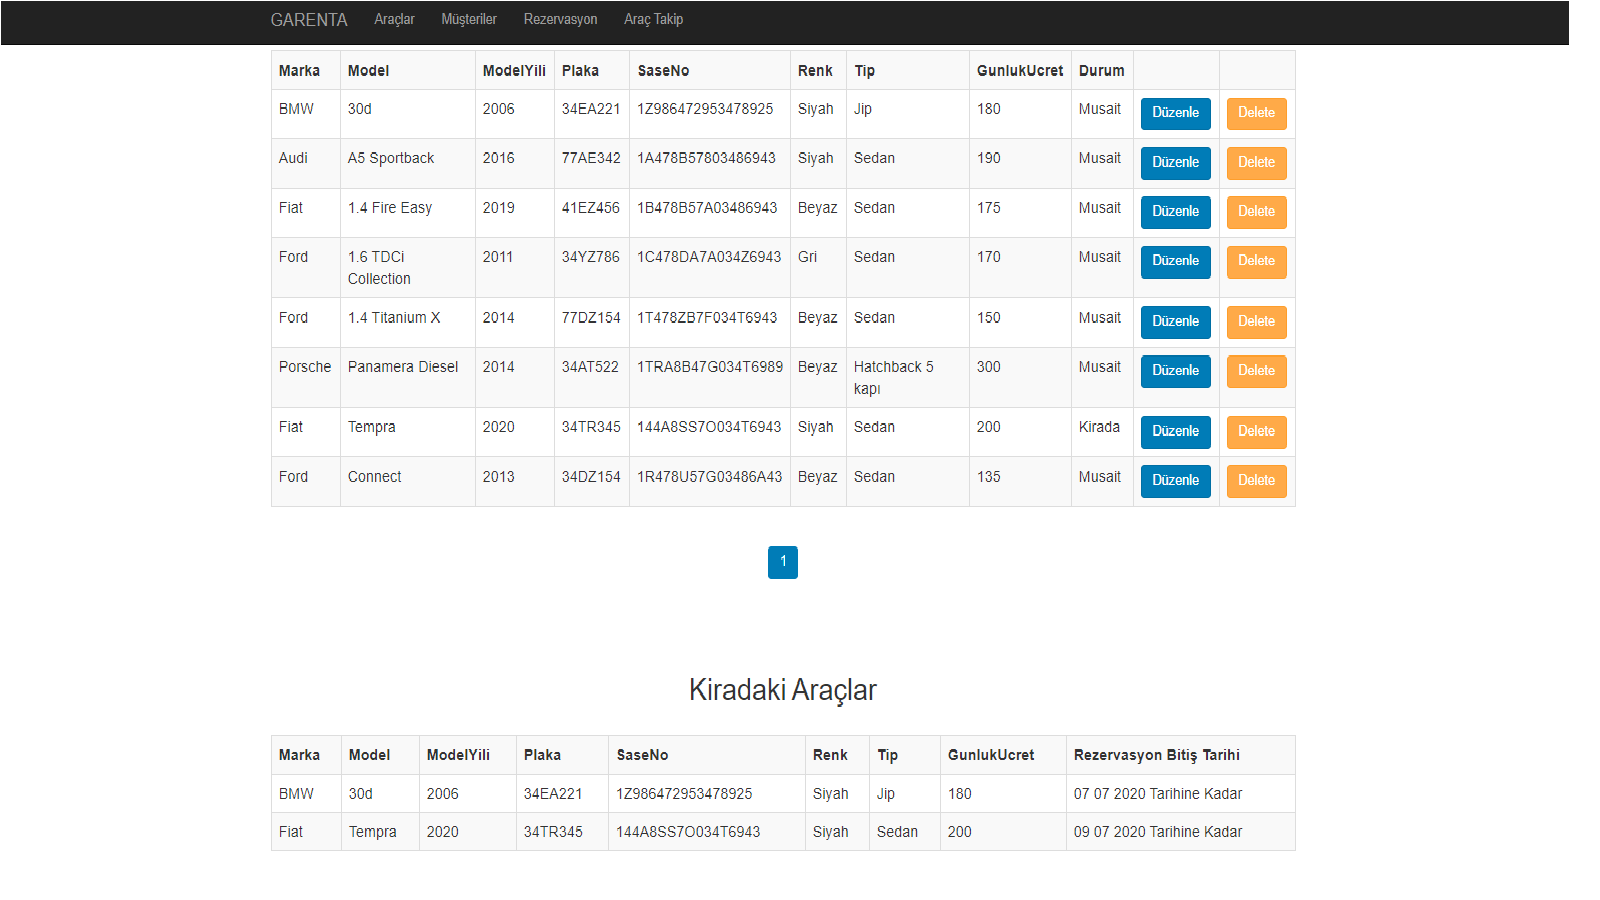 GARENTA Araçlar Müşteriler Rezervasyon Araç Takip
Marka Model ModelYili Plaka SaseNo Renk Tip GunlukUcret Durum
BMW 30d 2006 34EA221 1Z986472953478925 Siyah Jip 180 Musait Düzenle Delete
Audi A5 Sportback 2016 77AE342 1A478B57803486943 Siyah Sedan 190 Musait Düzenle Delete
Fiat 1.4 Fire Easy 2019 41EZ456 1B478B57A03486943 Beyaz Sedan 175 Musait Düzenle Delete
Ford 1.6 TDCi 2011 34YZ786 1C478DA7A034Z6943 Gri Sedan 170 Musait Düzenle Delete
Collection
Ford 1.4 Titanium X 2014 77DZ154 1T478ZB7F034T6943 Beyaz Sedan 150 Musait Düzenle Delete
Porsche Panamera Diesel 2014 34AT522 1TRA8B47G034T6989 Beyaz Hatchback 5 300 Musait Düzenle Delete
kapı
Fiat Tempra 2020 34TR345 144A8SS7O034T6943 Siyah Sedan 200 Kirada Düzenle Delete
Ford Connect 2013 34DZ154 1R478U57G03486A43 Beyaz Sedan 135 Musait Düzenle Delete
1
Kiradaki Araçlar
Marka Model ModelYili Plaka SaseNo Renk Tip GunlukUcret Rezervasyon Bitiş Tarihi
BMW 30d 2006 34EA221 1Z986472953478925 Siyah Jip 180 07 07 2020 Tarihine Kadar
Fiat Tempra 2020 34TR345 144A8SS7O034T6943 Siyah Sedan 200 09 07 2020 Tarihine Kadar